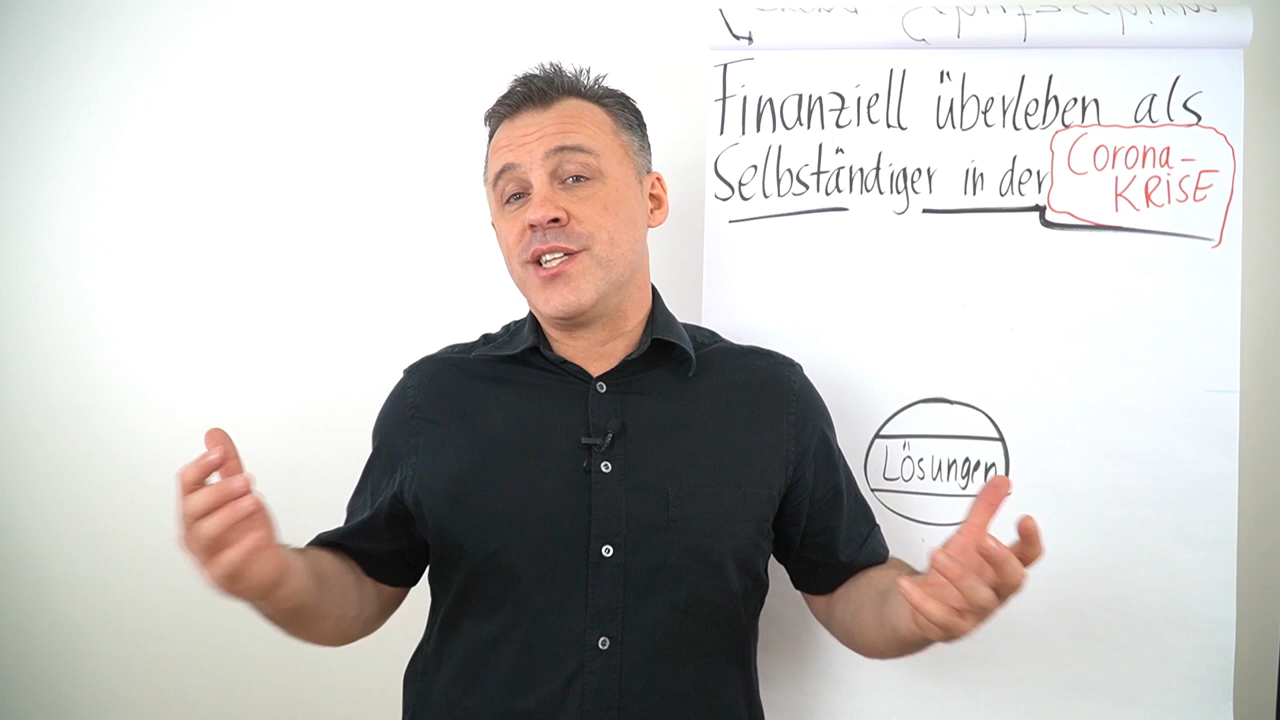 Finanziell überleben als
Selbständiger in der Corona-
KRiSE
Lösungen